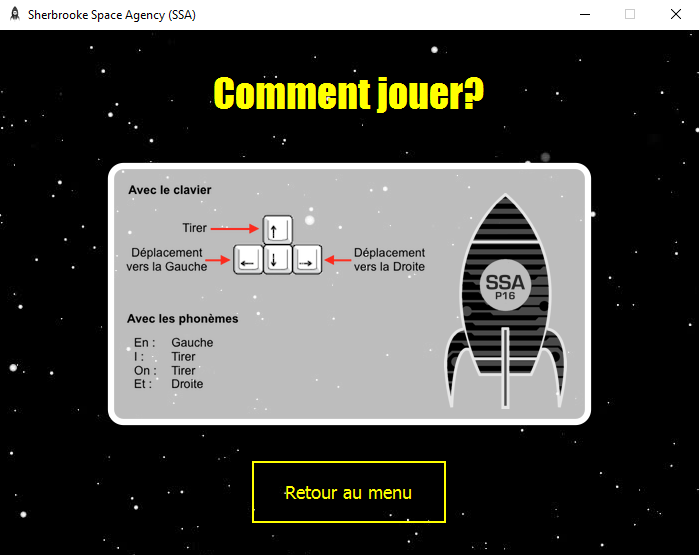 Sherbrooke Space Agency (SSA)
Comment jouer?
Avec le clavier
Tirer
Déplacement
vers la Gauche
Déplacement
vers la Droite
SSA
P16
Avec les phonèmes
En : Gauche
I : Tirer
On : Tirer
Et : Droite
Retour au menu